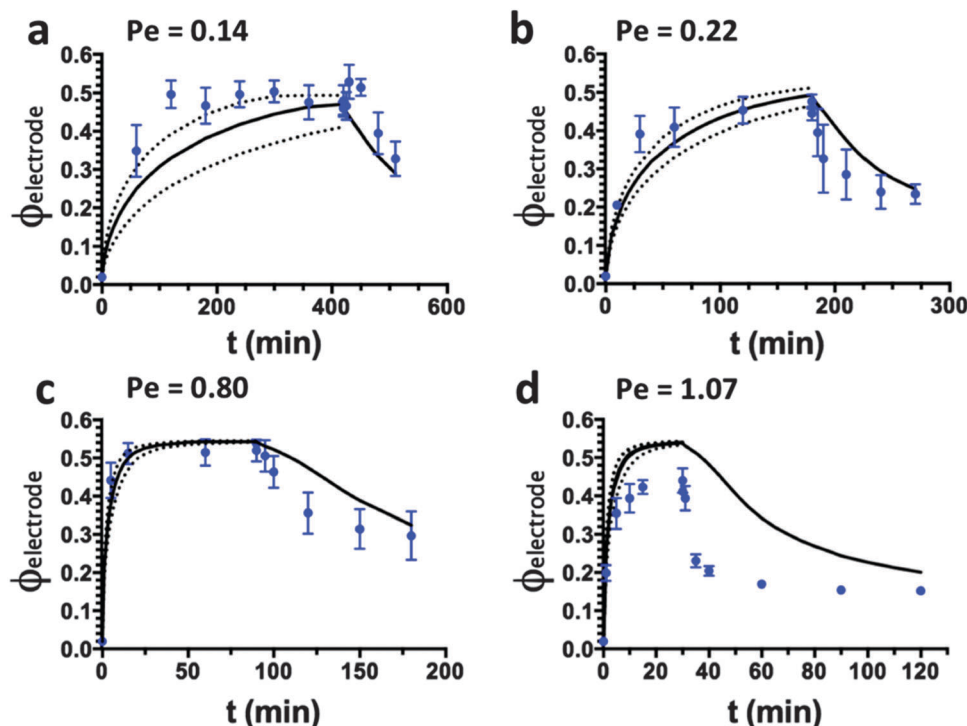 a Pe = 0.14
0.6
0.5
0.4
0.3
0.2
0.1
0.0
ϕelectrode
0 200 400 600
t (min)
b Pe = 0.22
0.6
0.5
0.4
0.3
0.2
0.1
0.0
ϕelectrode
0 100 200 300
t (min)
c Pe = 0.80
0.6
0.5
0.4
0.3
0.2
0.1
0.0
ϕelectrode
0 50 100 150 200
t (min)
d Pe = 1.07
0.6
0.5
0.4
0.3
0.2
0.1
0.0
ϕelectrode
0 20 40 60 80 100 120
t (min)